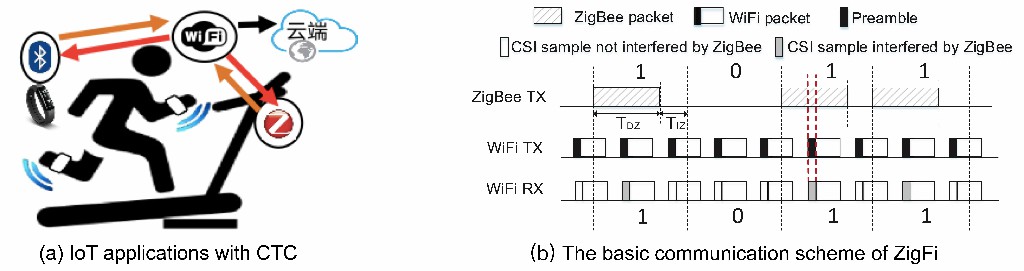 WiFi
云端
Z
(a) IoT applications with CTC
ZigBee packet
WiFi packet
Preamble
CSI sample not interfered by ZigBee
CSI sample interfered by ZigBee
1 0 1 1
ZigBee TX
TDZ TIZ
WiFi TX
WiFi RX
1 0 1 1
(b) The basic communication scheme of ZigFi